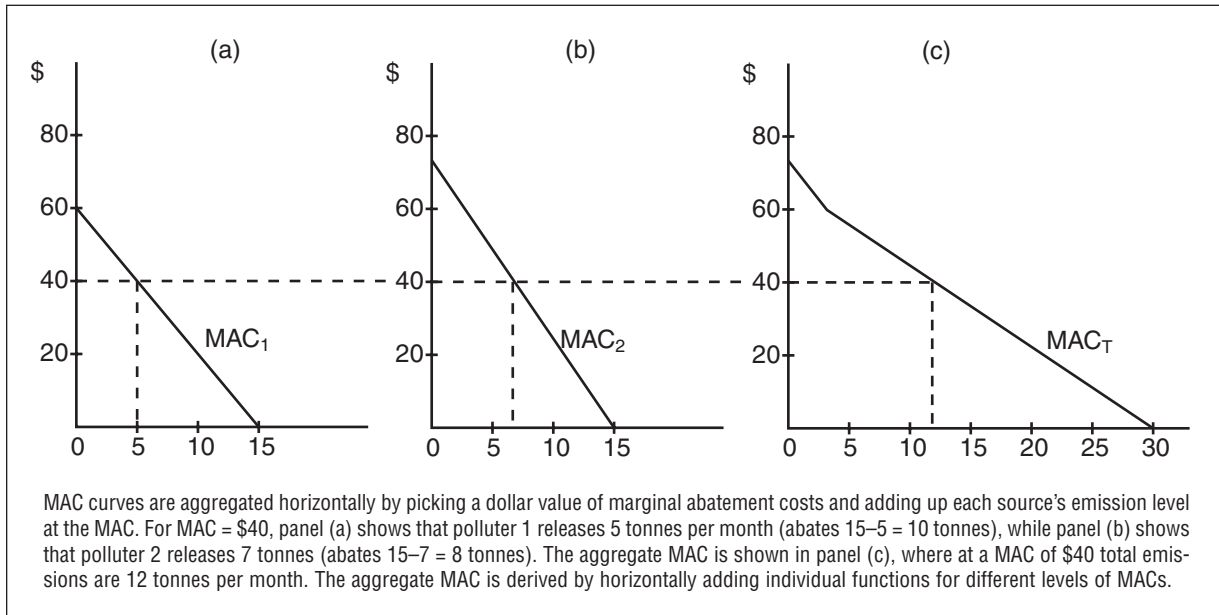 (a) (b) (c)
$ $ $
80 80 80
60 60 60
40 40 40
20 20 20
MAC1 MAC2 MACT
0 5 10 15 0 5 10 15 0 5 10 15 20 25 30
MAC curves are aggregated horizontally by picking a dollar value of marginal abatement costs and adding up each source's emission level
at the MAC. For MAC = $40, panel (a) shows that polluter 1 releases 5 tonnes per month (abates 15–5 = 10 tonnes), while panel (b) shows
that polluter 2 releases 7 tonnes (abates 15–7 = 8 tonnes). The aggregate MAC is shown in panel (c), where at a MAC of $40 total emis-
sions are 12 tonnes per month. The aggregate MAC is derived by horizontally adding individual functions for different levels of MACs.